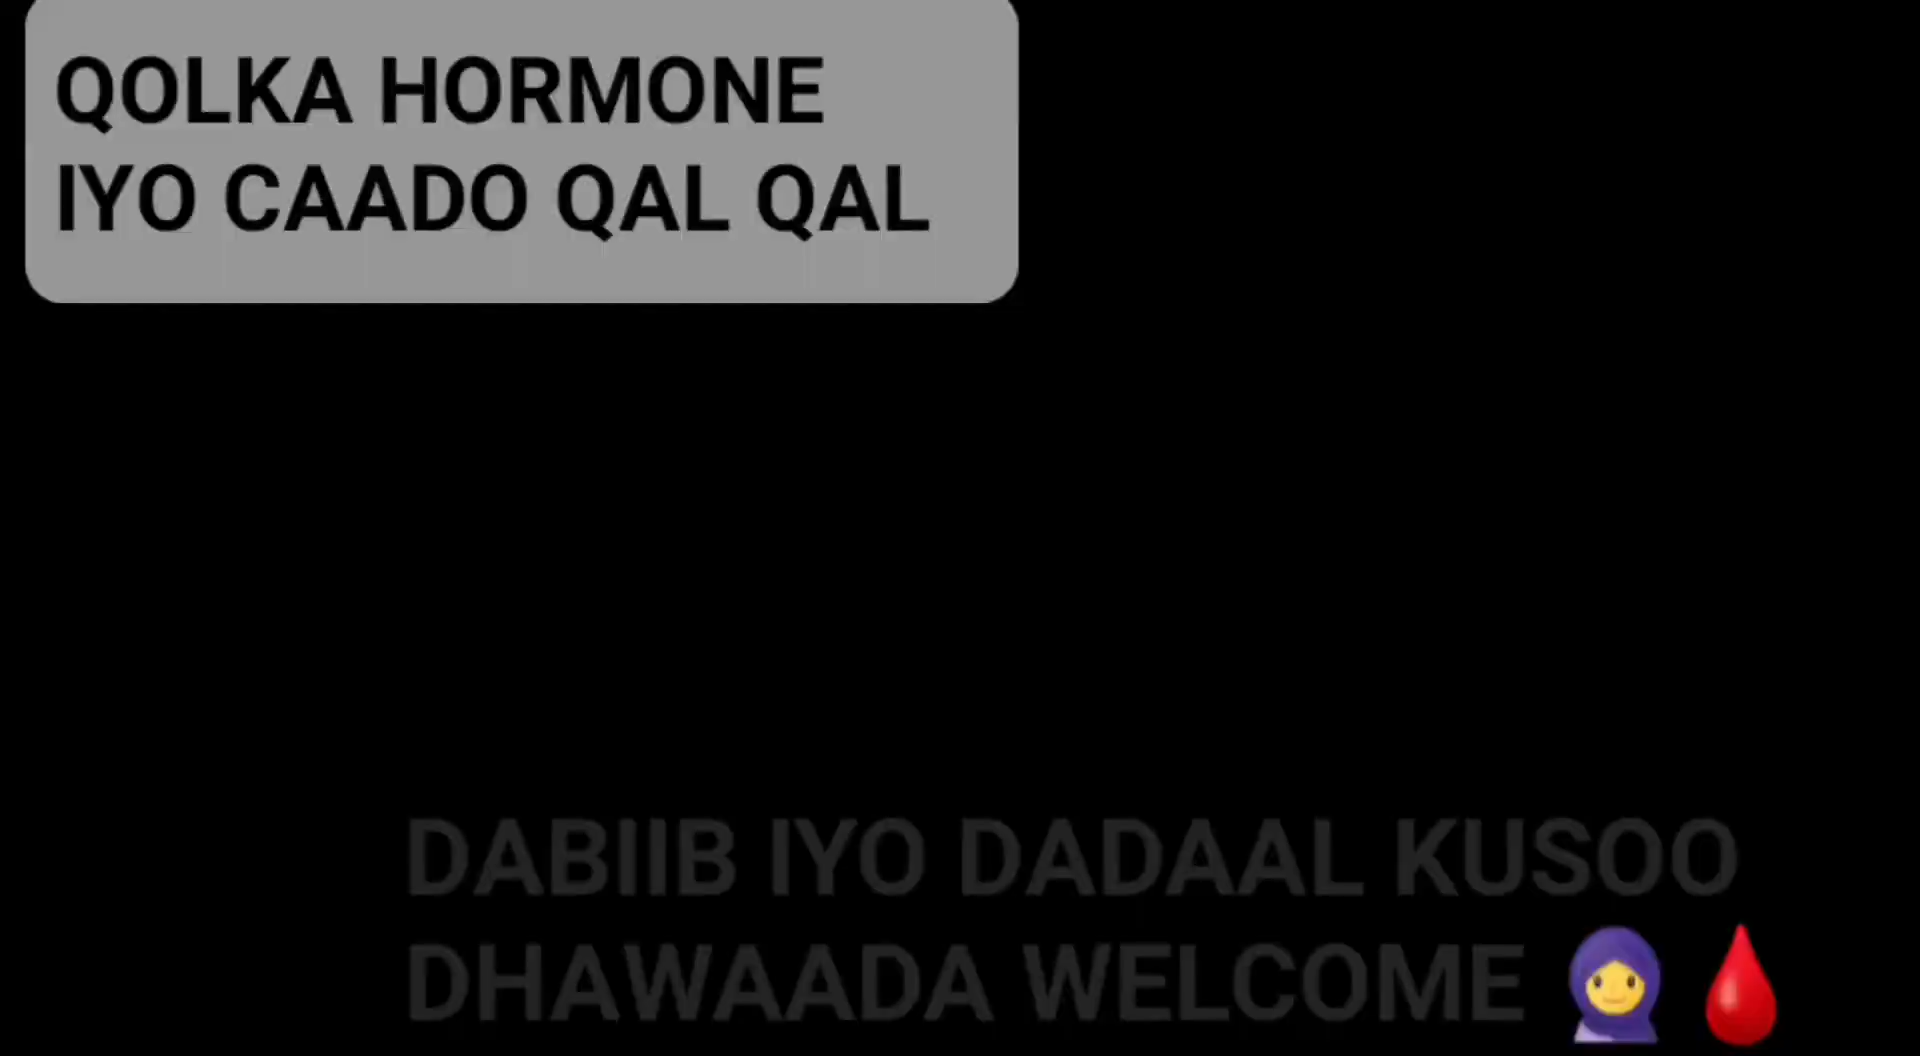 QOLKA HORMONE
IYO CAADO QAL QAL
DABIIB IYO DADAAL KUSOO
DHAWAADA WELCOME 🧕 🩸